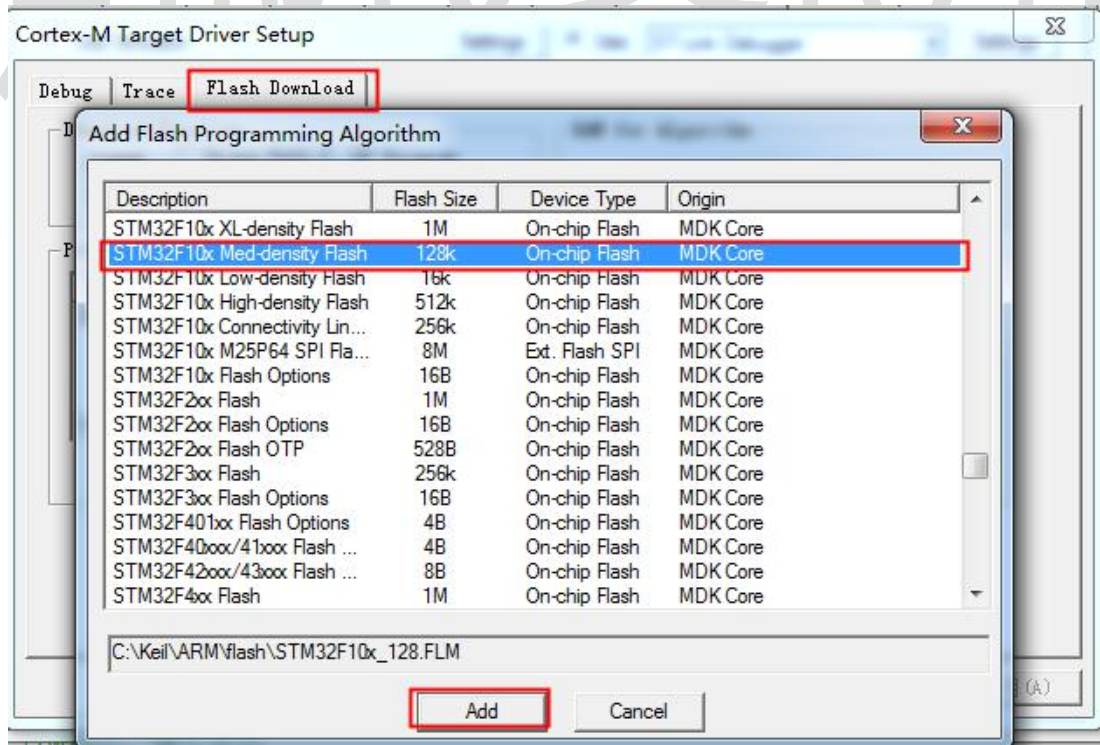 Cortex-M Target Driver Setup
Debug Trace Flash Download
Add Flash Programming Algorithm
Description Flash Size Device Type Origin
STM32F10x XL-density Flash 1M On-chip Flash MDK Core
STM32F10x Med-density Flash 128k On-chip Flash MDK Core
STM32F10x Low-density Flash 16k On-chip Flash MDK Core
STM32F10x High-density Flash 512k On-chip Flash MDK Core
STM32F10x Connectivity Lin... 256k On-chip Flash MDK Core
STM32F10x M25P64 SPI Fla... 8M Ext. Flash SPI MDK Core
STM32F10x Flash Options 16B On-chip Flash MDK Core
STM32F2xx Flash 1M On-chip Flash MDK Core
STM32F2xx Flash Options 16B On-chip Flash MDK Core
STM32F2xx Flash OTP 528B On-chip Flash MDK Core
STM32F3xx Flash 256k On-chip Flash MDK Core
STM32F3xx Flash Options 16B On-chip Flash MDK Core
STM32F401xx Flash Options 4B On-chip Flash MDK Core
STM32F40xxx/41xxx Flash ... 4B On-chip Flash MDK Core
STM32F42xxx/43xxx Flash ... 8B On-chip Flash MDK Core
STM32F4xx Flash 1M On-chip Flash MDK Core
C:\Keil\ARM\flash\STM32F10x_128.FLM
Add Cancel
(A)